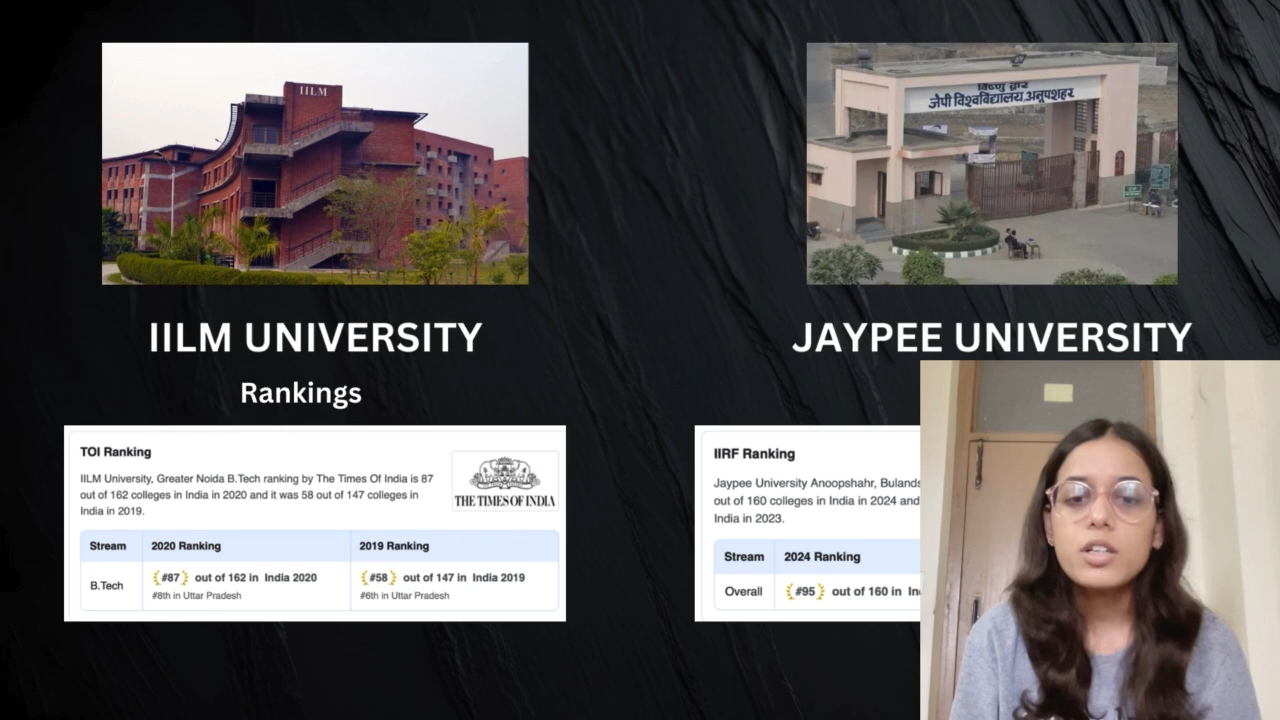 IILM
विष्णु द्वार
जेपी विश्वविद्यालय,अनूपशहर
IILM UNIVERSITY
Rankings
TOI Ranking
IILM University, Greater Noida B.Tech ranking by The Times Of India is 87
out of 162 colleges in India in 2020 and it was 58 out of 147 colleges in
India in 2019.
THE TIMES OF INDIA
Stream 2020 Ranking 2019 Ranking
B.Tech #87 out of 162 in India 2020 #58 out of 147 in India 2019
#8th in Uttar Pradesh #6th in Uttar Pradesh
JAYPEE UNIVERSITY
IIRF Ranking
Jaypee University Anoopshahr, Bulands
out of 160 colleges in India in 2024 and
India in 2023.
Stream 2024 Ranking
Overall #95 out of 160 in